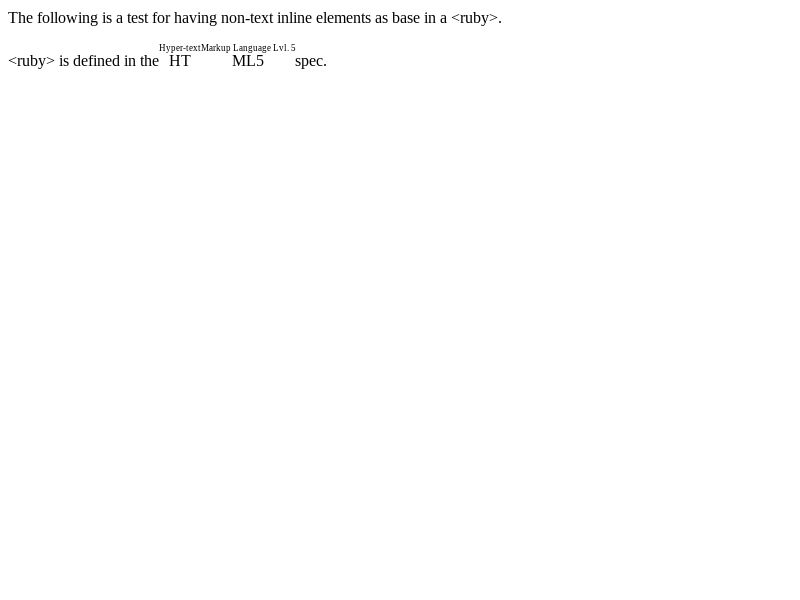 The following is a test for having non-text inline elements as base in a <ruby>.
Hyper-textMarkup Language Lvl. 5
<ruby> is defined in the HT ML5 spec.